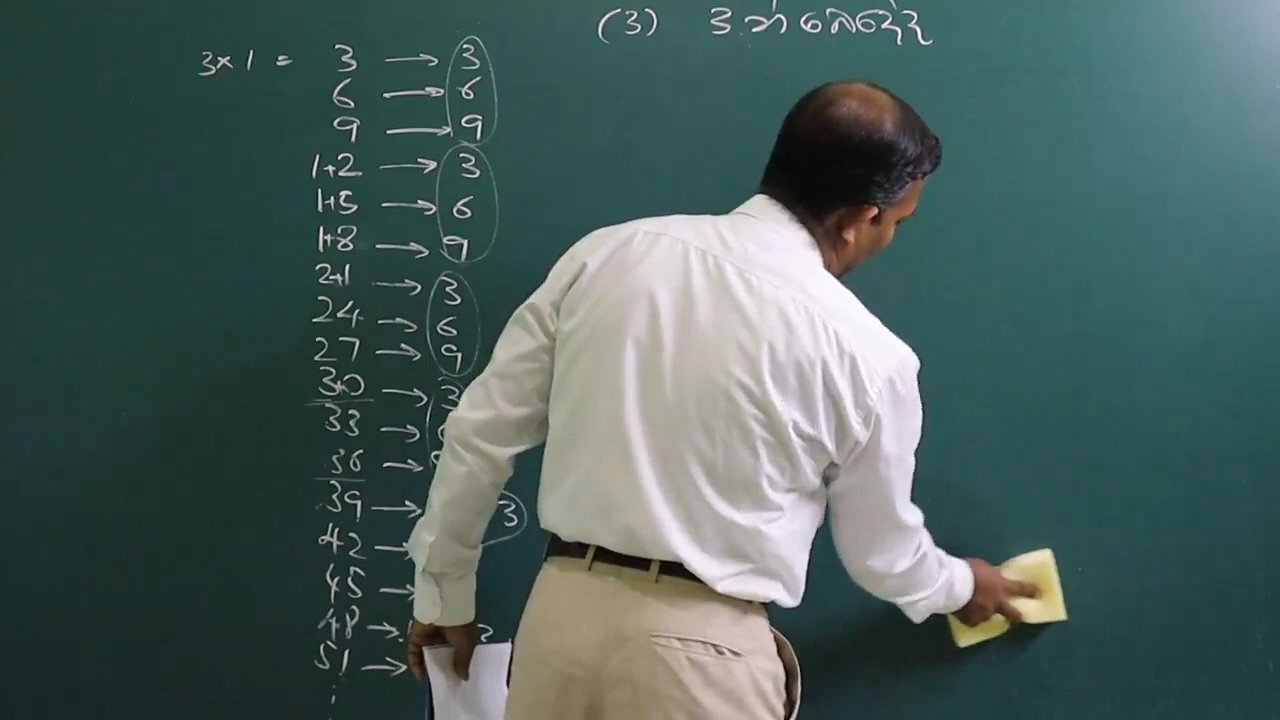 (3) 3 න් බෙදේද
3×1 = 3 → 3
6 → 6
9 → 9
1+2 → 3
1+5 → 6
1+8 → 9
2+1 → 3
24 → 6
27 → 9
30 → 3
33 →
36 →
39 → 3
42 →
45 →
48 →
51 →